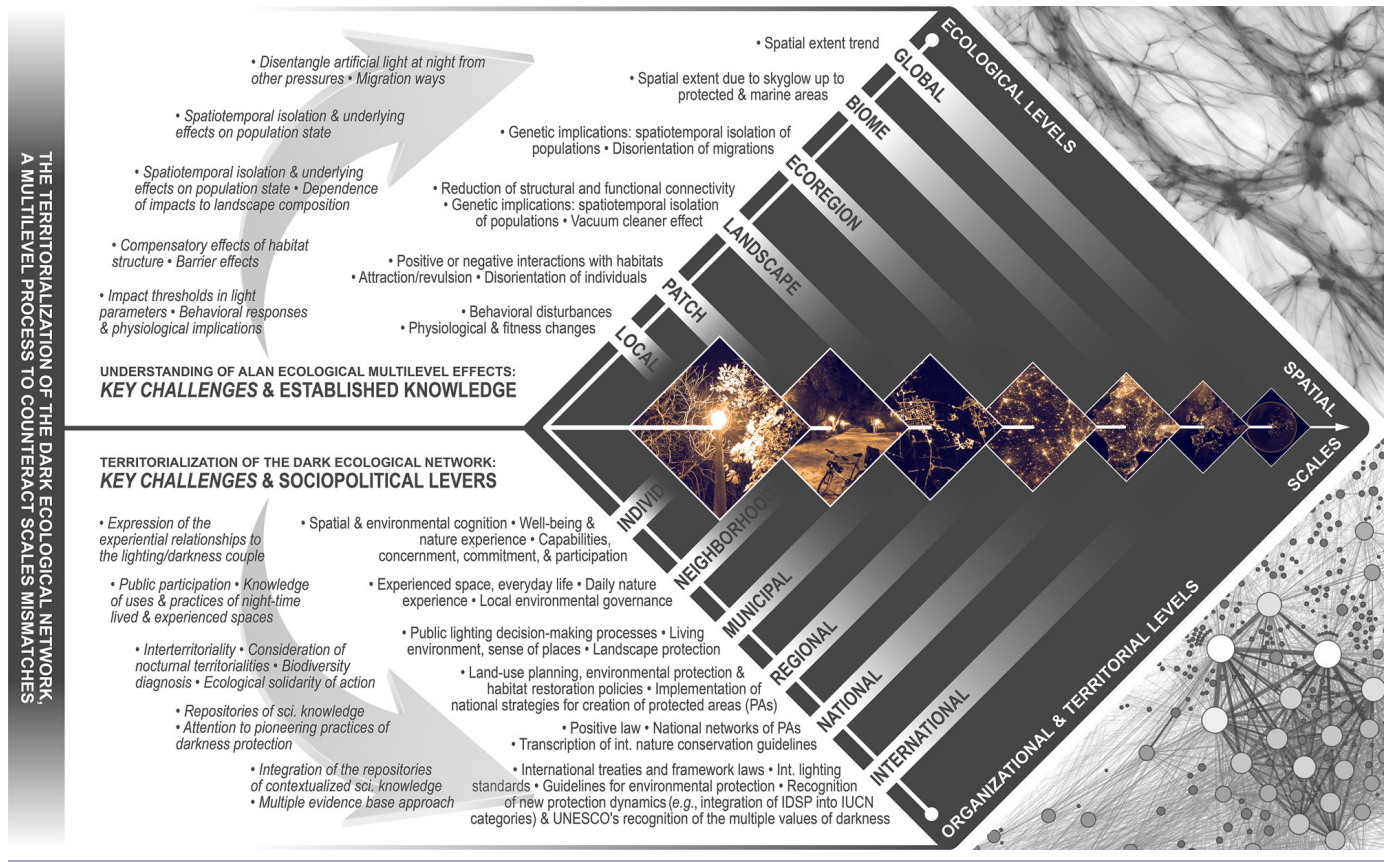 THE TERRITORIALIZATION OF THE DARK ECOLOGICAL NETWORK,
A MULTILEVEL PROCESS TO COUNTERACT SCALES MISMATCHES
• Disentangle artificial light at night from
other pressures • Migration ways
• Spatiotemporal isolation & underlying
effects on population state
• Spatiotemporal isolation & underlying
effects on population state • Dependence
of impacts to landscape composition
• Compensatory effects of habitat
structure • Barrier effects
• Impact thresholds in light
parameters • Behavioral responses
& physiological implications
• Spatial extent trend
• Spatial extent due to skyglow up to
protected & marine areas
• Genetic implications: spatiotemporal isolation of
populations • Disorientation of migrations
• Reduction of structural and functional connectivity
• Genetic implications: spatiotemporal isolation
of populations • Vacuum cleaner effect
• Positive or negative interactions with habitats
• Attraction/revulsion • Disorientation of individuals
• Behavioral disturbances
• Physiological & fitness changes
UNDERSTANDING OF ALAN ECOLOGICAL MULTILEVEL EFFECTS:
KEY CHALLENGES & ESTABLISHED KNOWLEDGE
ECOLOGICAL LEVELS
GLOBAL
BIOME
ECOREGION
LANDSCAPE
PATCH
LOCAL
SPATIAL
SCALES
TERRITORIALIZATION OF THE DARK ECOLOGICAL NETWORK:
KEY CHALLENGES & SOCIOPOLITICAL LEVERS
• Expression of the
experiential relationships to
the lighting/darkness couple
• Public participation • Knowledge
of uses & practices of night-time
lived & experienced spaces
• Interterritoriality • Consideration of
nocturnal territorialities • Biodiversity
diagnosis • Ecological solidarity of action
• Repositories of sci. knowledge
• Attention to pioneering practices of
darkness protection
• Integration of the repositories
of contextualized sci. knowledge
• Multiple evidence base approach
• Spatial & environmental cognition • Well-being &
nature experience • Capabilities,
concernment, commitment, & participation
• Experienced space, everyday life • Daily nature
experience • Local environmental governance
• Public lighting decision-making processes • Living
environment, sense of places • Landscape protection
• Land-use planning, environmental protection &
habitat restoration policies • Implementation of
national strategies for creation of protected areas (PAs)
• Positive law • National networks of PAs
• Transcription of int. nature conservation guidelines
• International treaties and framework laws • Int. lighting
standards • Guidelines for environmental protection • Recognition
of new protection dynamics (e.g., integration of IDSP into IUCN
categories) & UNESCO's recognition of the multiple values of darkness
INDIVID
NEIGHBORHOOD
MUNICIPAL
REGIONAL
NATIONAL
INTERNATIONAL
ORGANIZATIONAL & TERRITORIAL LEVELS